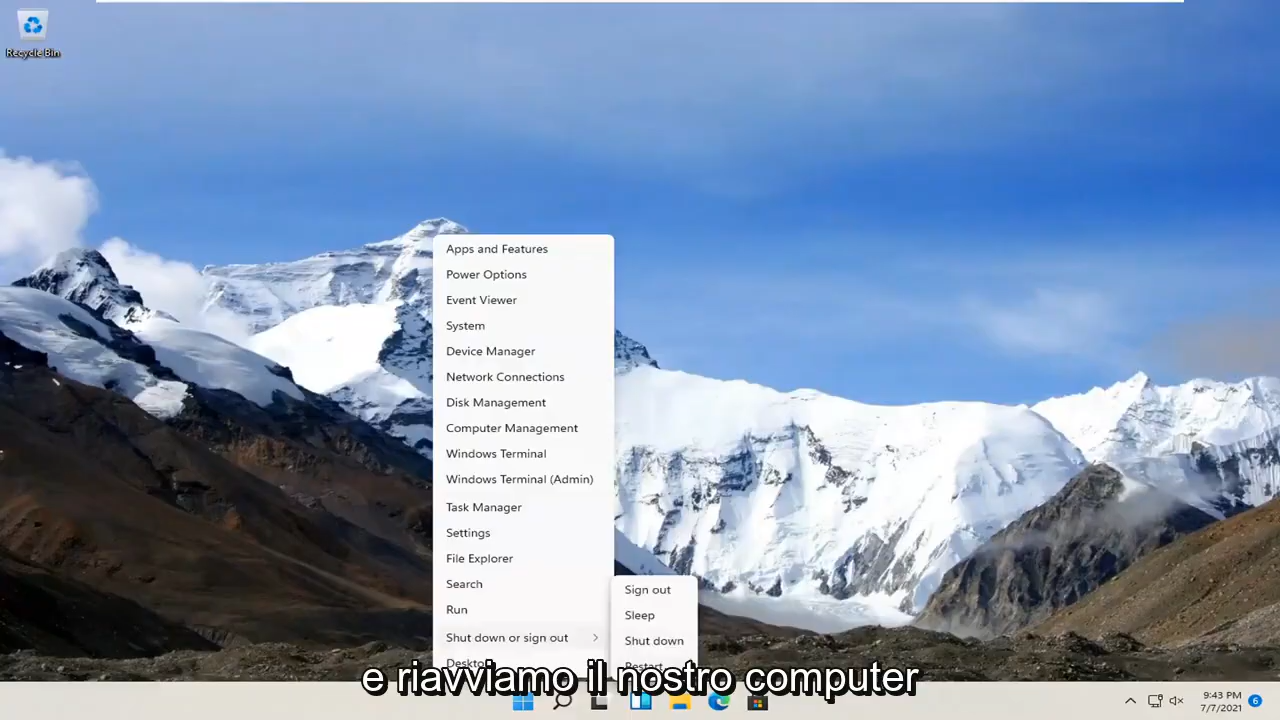 Recycle Bin
Apps and Features
Power Options
Event Viewer
System
Device Manager
Network Connections
Disk Management
Computer Management
Windows Terminal
Windows Terminal (Admin)
Task Manager
Settings
File Explorer
Search
Run
Shut down or sign out
Desktop
Sign out
Sleep
Shut down
Restart
e riavviamo il nostro computer
9:43 PM
7/7/2021
6